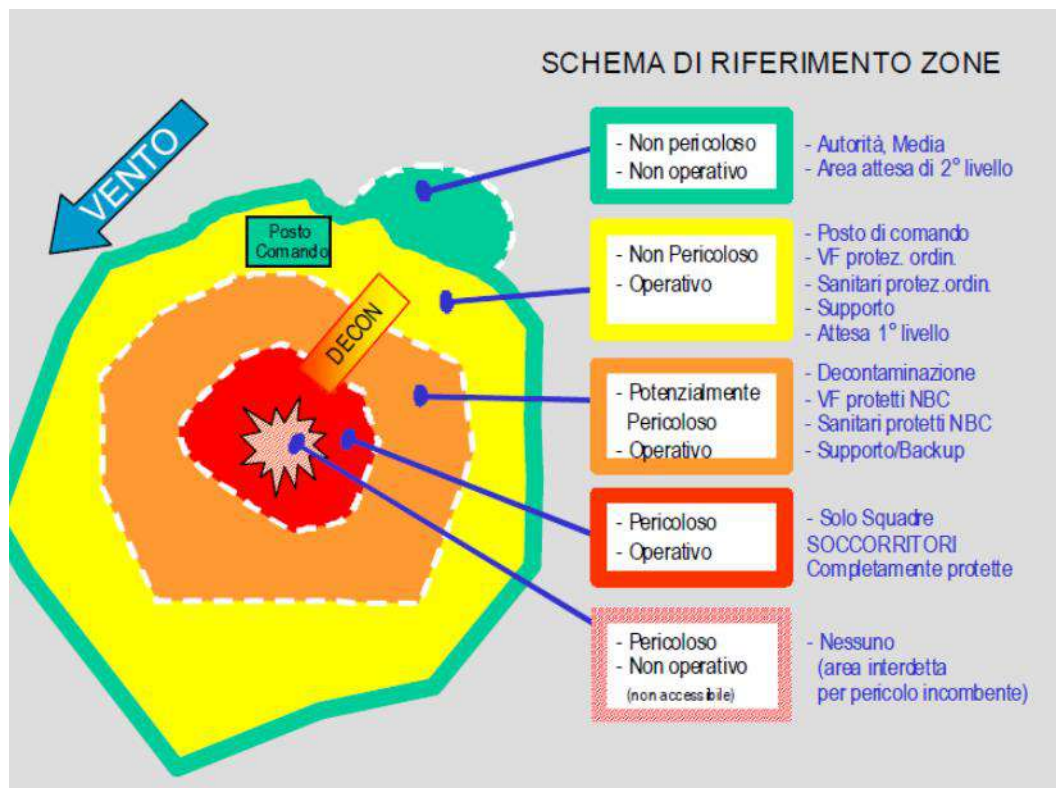 SCHEMA DI RIFERIMENTO ZONE
VENTO
Posto
Comando
DECON
- Non pericoloso
- Non operativo
- Autorità, Media
- Area attesa di 2° livello
- Non Pericoloso
- Operativo
- Posto di comando
- VF protez. ordin.
- Sanitari protez.ordin.
- Supporto
- Attesa 1° livello
- Potenzialmente
Pericoloso
- Operativo
- Decontaminazione
- VF protetti NBC
- Sanitari protetti NBC
- Supporto/Backup
- Pericoloso
- Operativo
- Solo Squadre
SOCCORRITORI
Completamente protette
- Pericoloso
- Non operativo
(non accessibile)
- Nessuno
(area interdetta
per pericolo incombente)